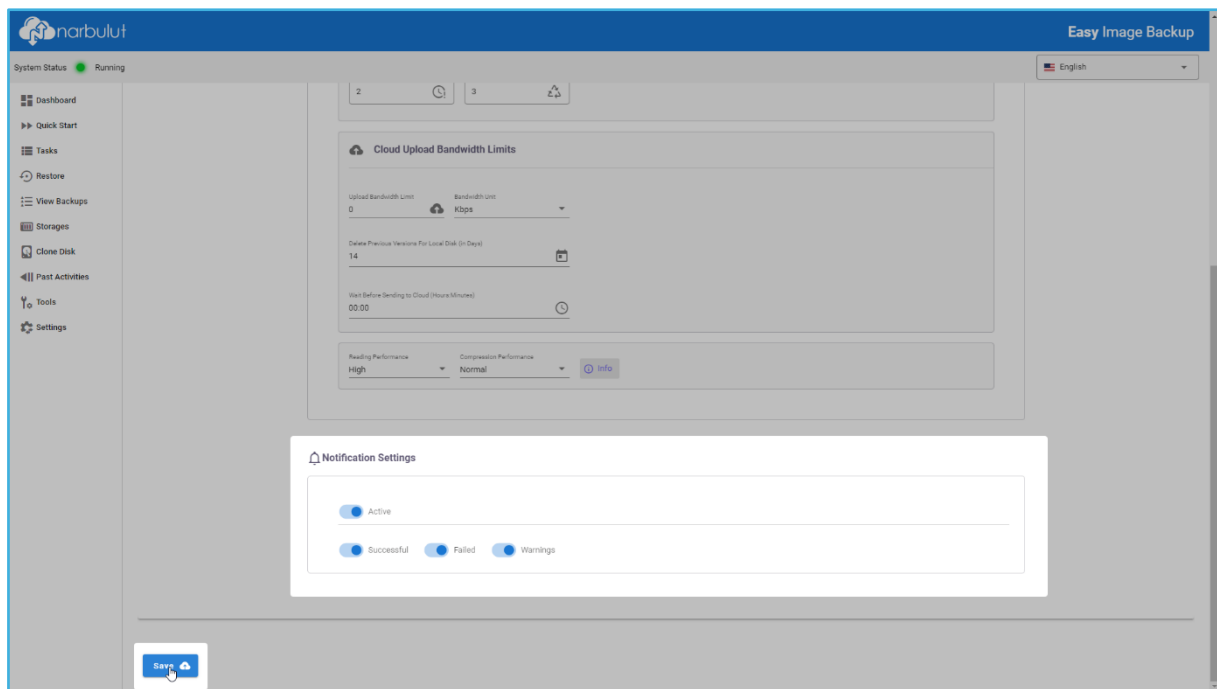 narbulut
Easy Image Backup
System Status Running
English
Dashboard
Quick Start
Tasks
Restore
View Backups
Storages
Clone Disk
Past Activities
Tools
Settings
2 3
Cloud Upload Bandwidth Limits
Upload Bandwidth Limit Bandwidth Unit
0 Kbps
Delete Previous Versions For Local Disk (in Days)
14
Wait Before Sending to Cloud (Hours Minutes)
00:00
Reading Performance Compression Performance
High Normal Info
Notification Settings
Active
Successful Failed Warnings
Save